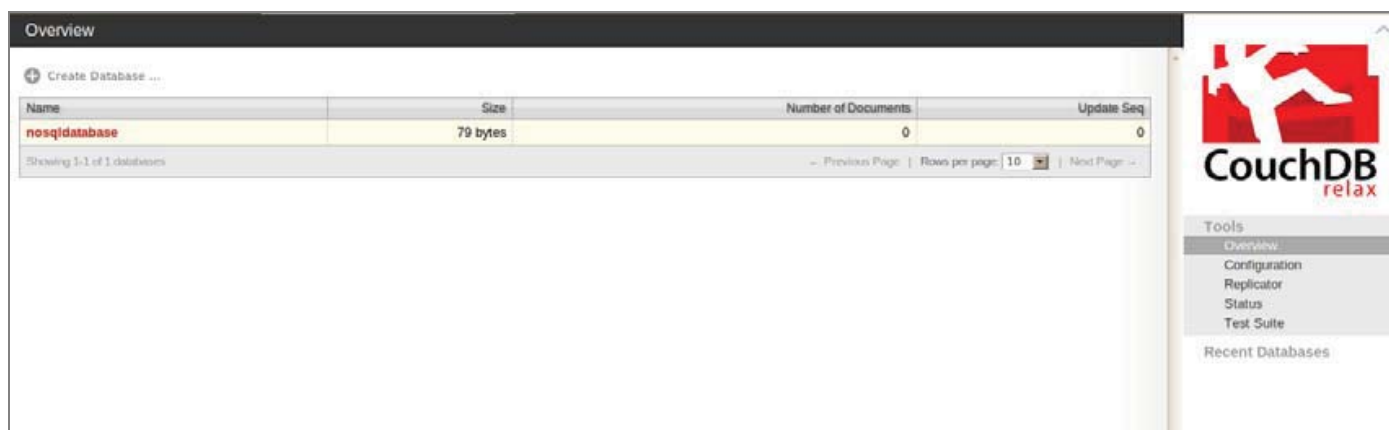 Overview
Create Database ...
Name Size Number of Documents Update Seq
nosqldatabase 79 bytes 0 0
Showing 1-1 of 1 databases ← Previous Page | Rows per page: 10 | Next Page →
CouchDB
relax
Tools
Overview
Configuration
Replicator
Status
Test Suite
Recent Databases